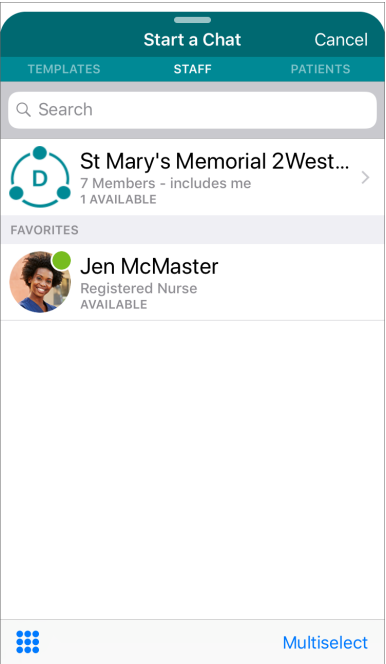 Start a Chat
Cancel
TEMPLATES
STAFF
PATIENTS
Search
D
St Mary's Memorial 2West...
7 Members - includes me
1 AVAILABLE
FAVORITES
Jen McMaster
Registered Nurse
AVAILABLE
Multiselect